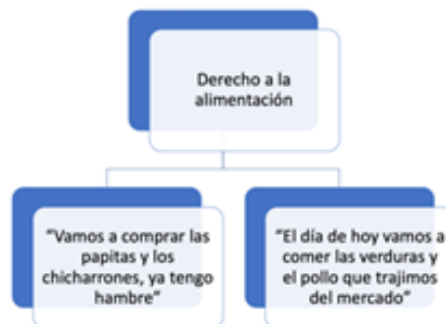 Derecho a la
alimentación
“Vamos a comprar las
papitas y los
chicharrones, ya tengo
hambre”
“El día de hoy vamos a
comer las verduras y
el pollo que trajimos
del mercado”